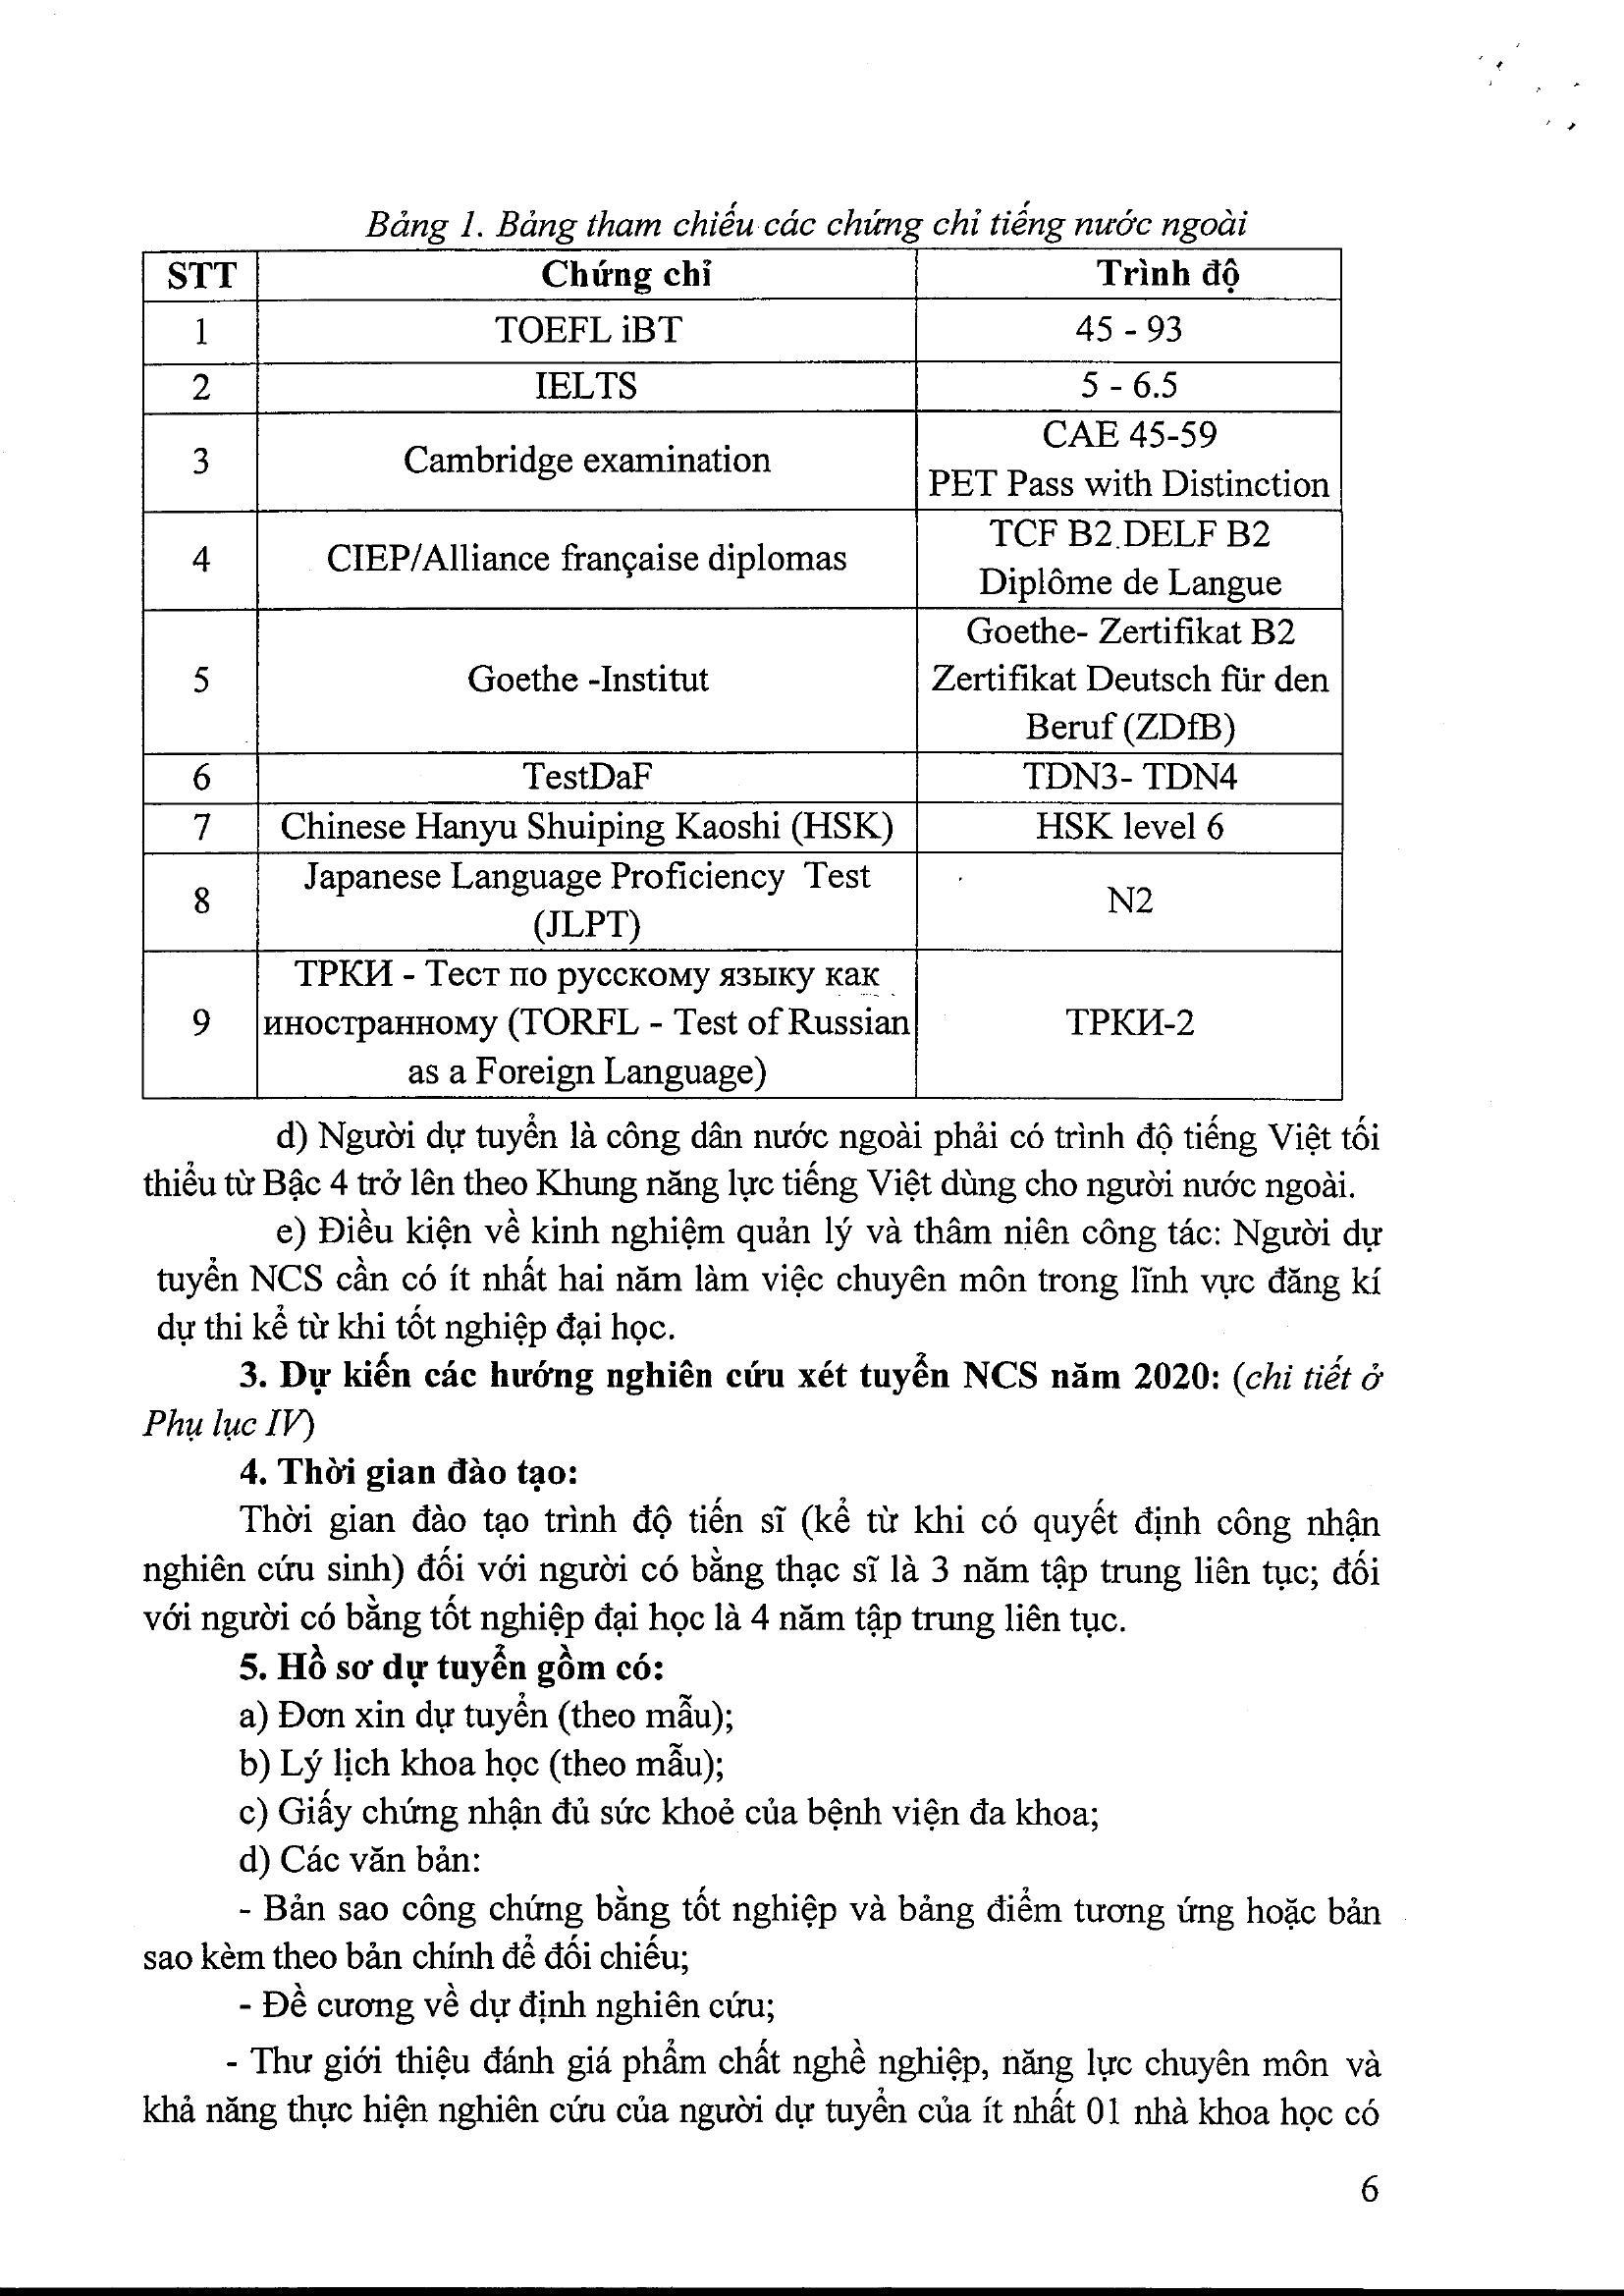 Bảng 1. Bảng tham chiếu các chứng chỉ tiếng nước ngoài
STT Chứng chỉ Trình độ
1 TOEFL iBT 45 - 93
2 IELTS 5 - 6.5
3 Cambridge examination CAE 45-59
PET Pass with Distinction
4 CIEP/Alliance française diplomas TCF B2 DELF B2
Diplôme de Langue
5 Goethe -Institut Goethe- Zertifikat B2
Zertifikat Deutsch für den
Beruf (ZDfB)
6 TestDaF TDN3- TDN4
7 Chinese Hanyu Shuiping Kaoshi (HSK) HSK level 6
8 Japanese Language Proficiency Test
(JLPT) N2
9 ТРКИ - Тест по русскому языку как
иностранному (TORFL - Test of Russian
as a Foreign Language) ТРКИ-2
d) Người dự tuyển là công dân nước ngoài phải có trình độ tiếng Việt tối
thiểu từ Bậc 4 trở lên theo Khung năng lực tiếng Việt dùng cho người nước ngoài.
e) Điều kiện về kinh nghiệm quản lý và thâm niên công tác: Người dự
tuyển NCS cần có ít nhất hai năm làm việc chuyên môn trong lĩnh vực đăng kí
dự thi kể từ khi tốt nghiệp đại học.
3. Dự kiến các hướng nghiên cứu xét tuyển NCS năm 2020: (chi tiết ở
Phụ lục IV)
4. Thời gian đào tạo:
Thời gian đào tạo trình độ tiến sĩ (kể từ khi có quyết định công nhận
nghiên cứu sinh) đối với người có bằng thạc sĩ là 3 năm tập trung liên tục; đối
với người có bằng tốt nghiệp đại học là 4 năm tập trung liên tục.
5. Hồ sơ dự tuyển gồm có:
a) Đơn xin dự tuyển (theo mẫu);
b) Lý lịch khoa học (theo mẫu);
c) Giấy chứng nhận đủ sức khoẻ của bệnh viện đa khoa;
d) Các văn bản:
- Bản sao công chứng bằng tốt nghiệp và bảng điểm tương ứng hoặc bản
sao kèm theo bản chính để đối chiếu;
- Đề cương về dự định nghiên cứu;
- Thư giới thiệu đánh giá phẩm chất nghề nghiệp, năng lực chuyên môn và
khả năng thực hiện nghiên cứu của người dự tuyển của ít nhất 01 nhà khoa học có
6